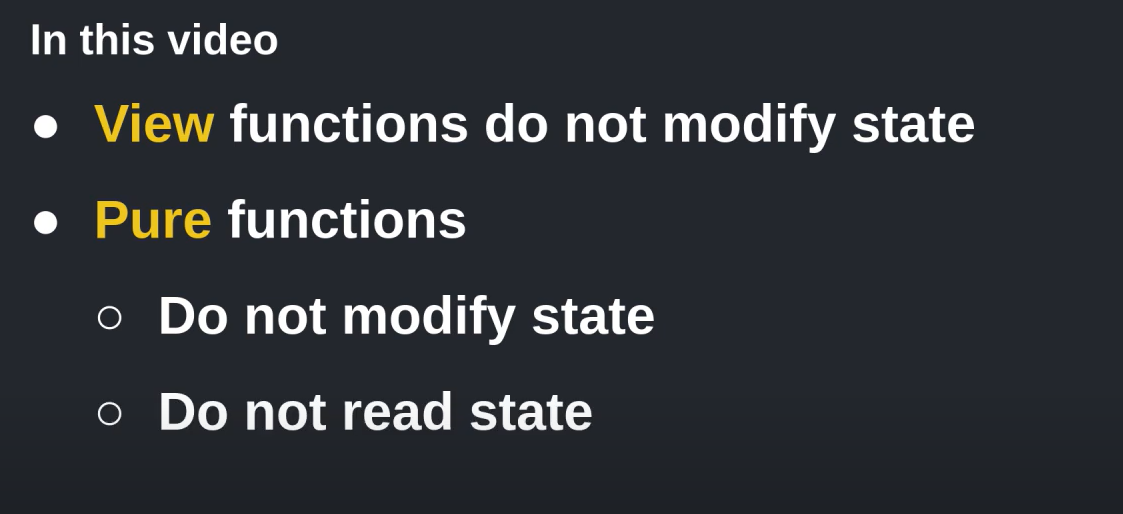 In this video
● View functions do not modify state
● Pure functions
○ Do not modify state
○ Do not read state